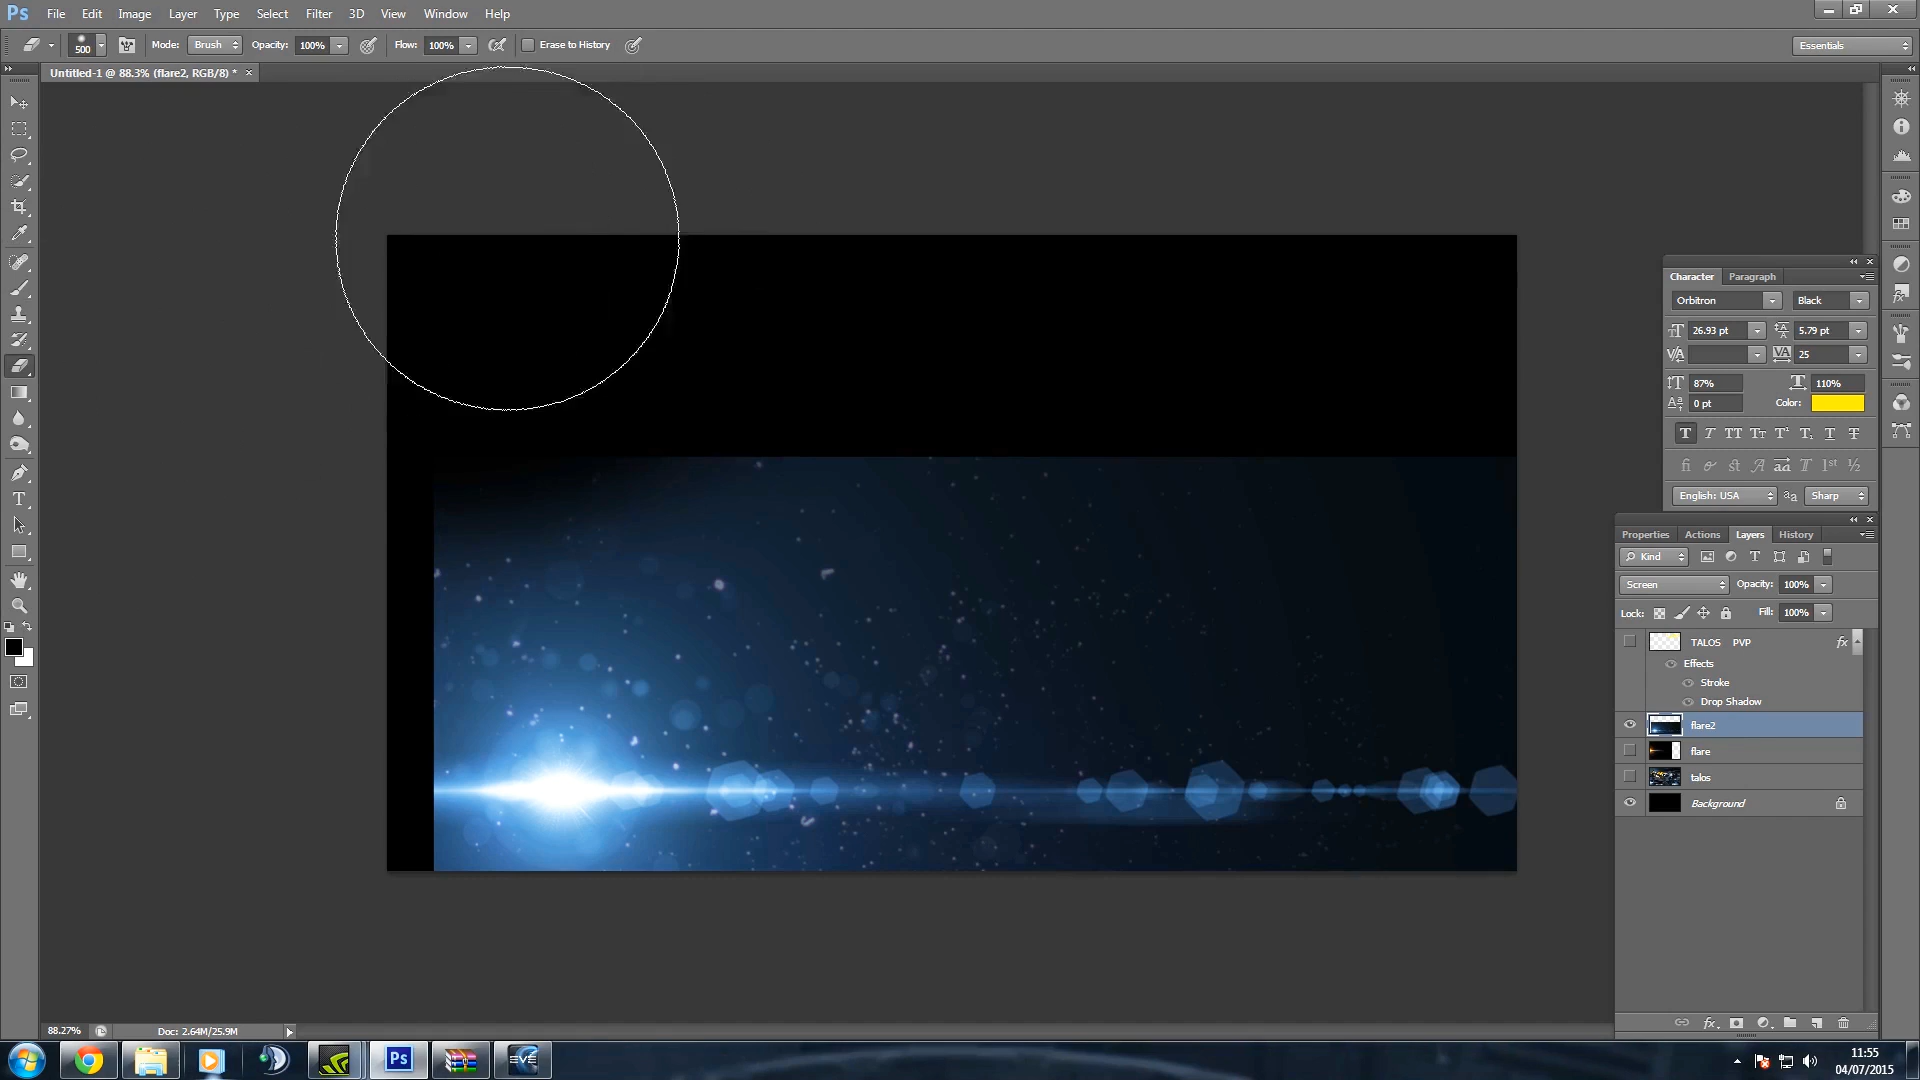 Ps File Edit Image Layer Type Select Filter 3D View Window Help
500 Mode: Brush Opacity: 100% Flow: 100% Erase to History Essentials
Untitled-1 @ 88.3% (flare2, RGB/8) *
Character Paragraph
Orbitron Black
26.93 pt 5.79 pt
25
87% 110%
0 pt Color:
English: USA Sharp
Properties Actions Layers History
Kind
Screen Opacity: 100%
Lock: Fill: 100%
TALOS PVP fx
Effects
Stroke
Drop Shadow
flare2
flare
talos
Background
88.27% Doc: 2.64M/25.9M
Ps EVE
11:55
04/07/2015